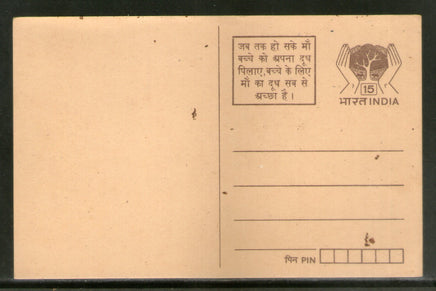 जब तक हो सके माँ
बच्चे को अपना दूध
पिलाए, बच्चे के लिए
माँ का दूध सब से
अच्छा है।
15
भारत INDIA
पिन PIN